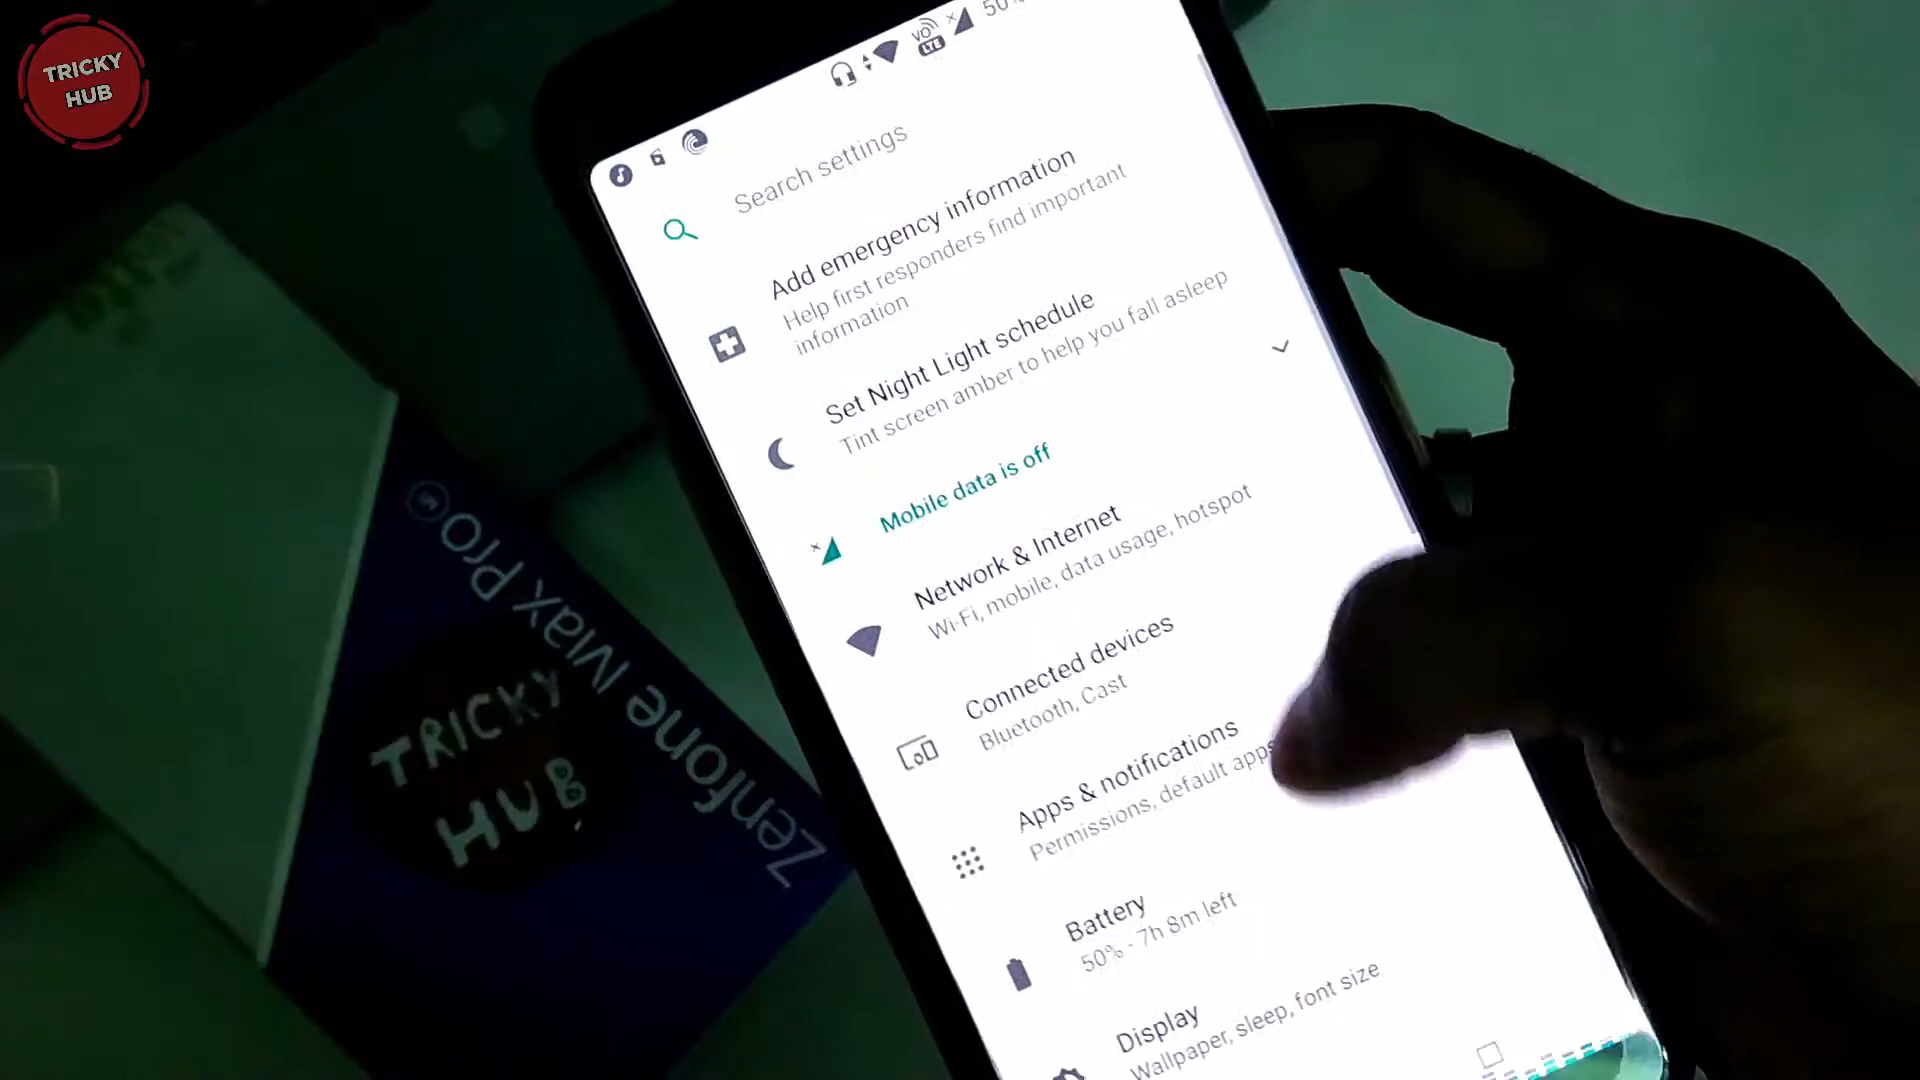 TRICKY
HUB
VO
LTE
50%
Search settings
Add emergency information
Help first responders find important
information
Set Night Light schedule
Tint screen amber to help you fall asleep
Mobile data is off
Network & Internet
Wi-Fi, mobile, data usage, hotspot
Connected devices
Bluetooth, Cast
Apps & notifications
Permissions, default apps
Battery
50% - 7h 8m left
Display
Wallpaper, sleep, font size
Zenfone Max Pro
TRICKY
HUB